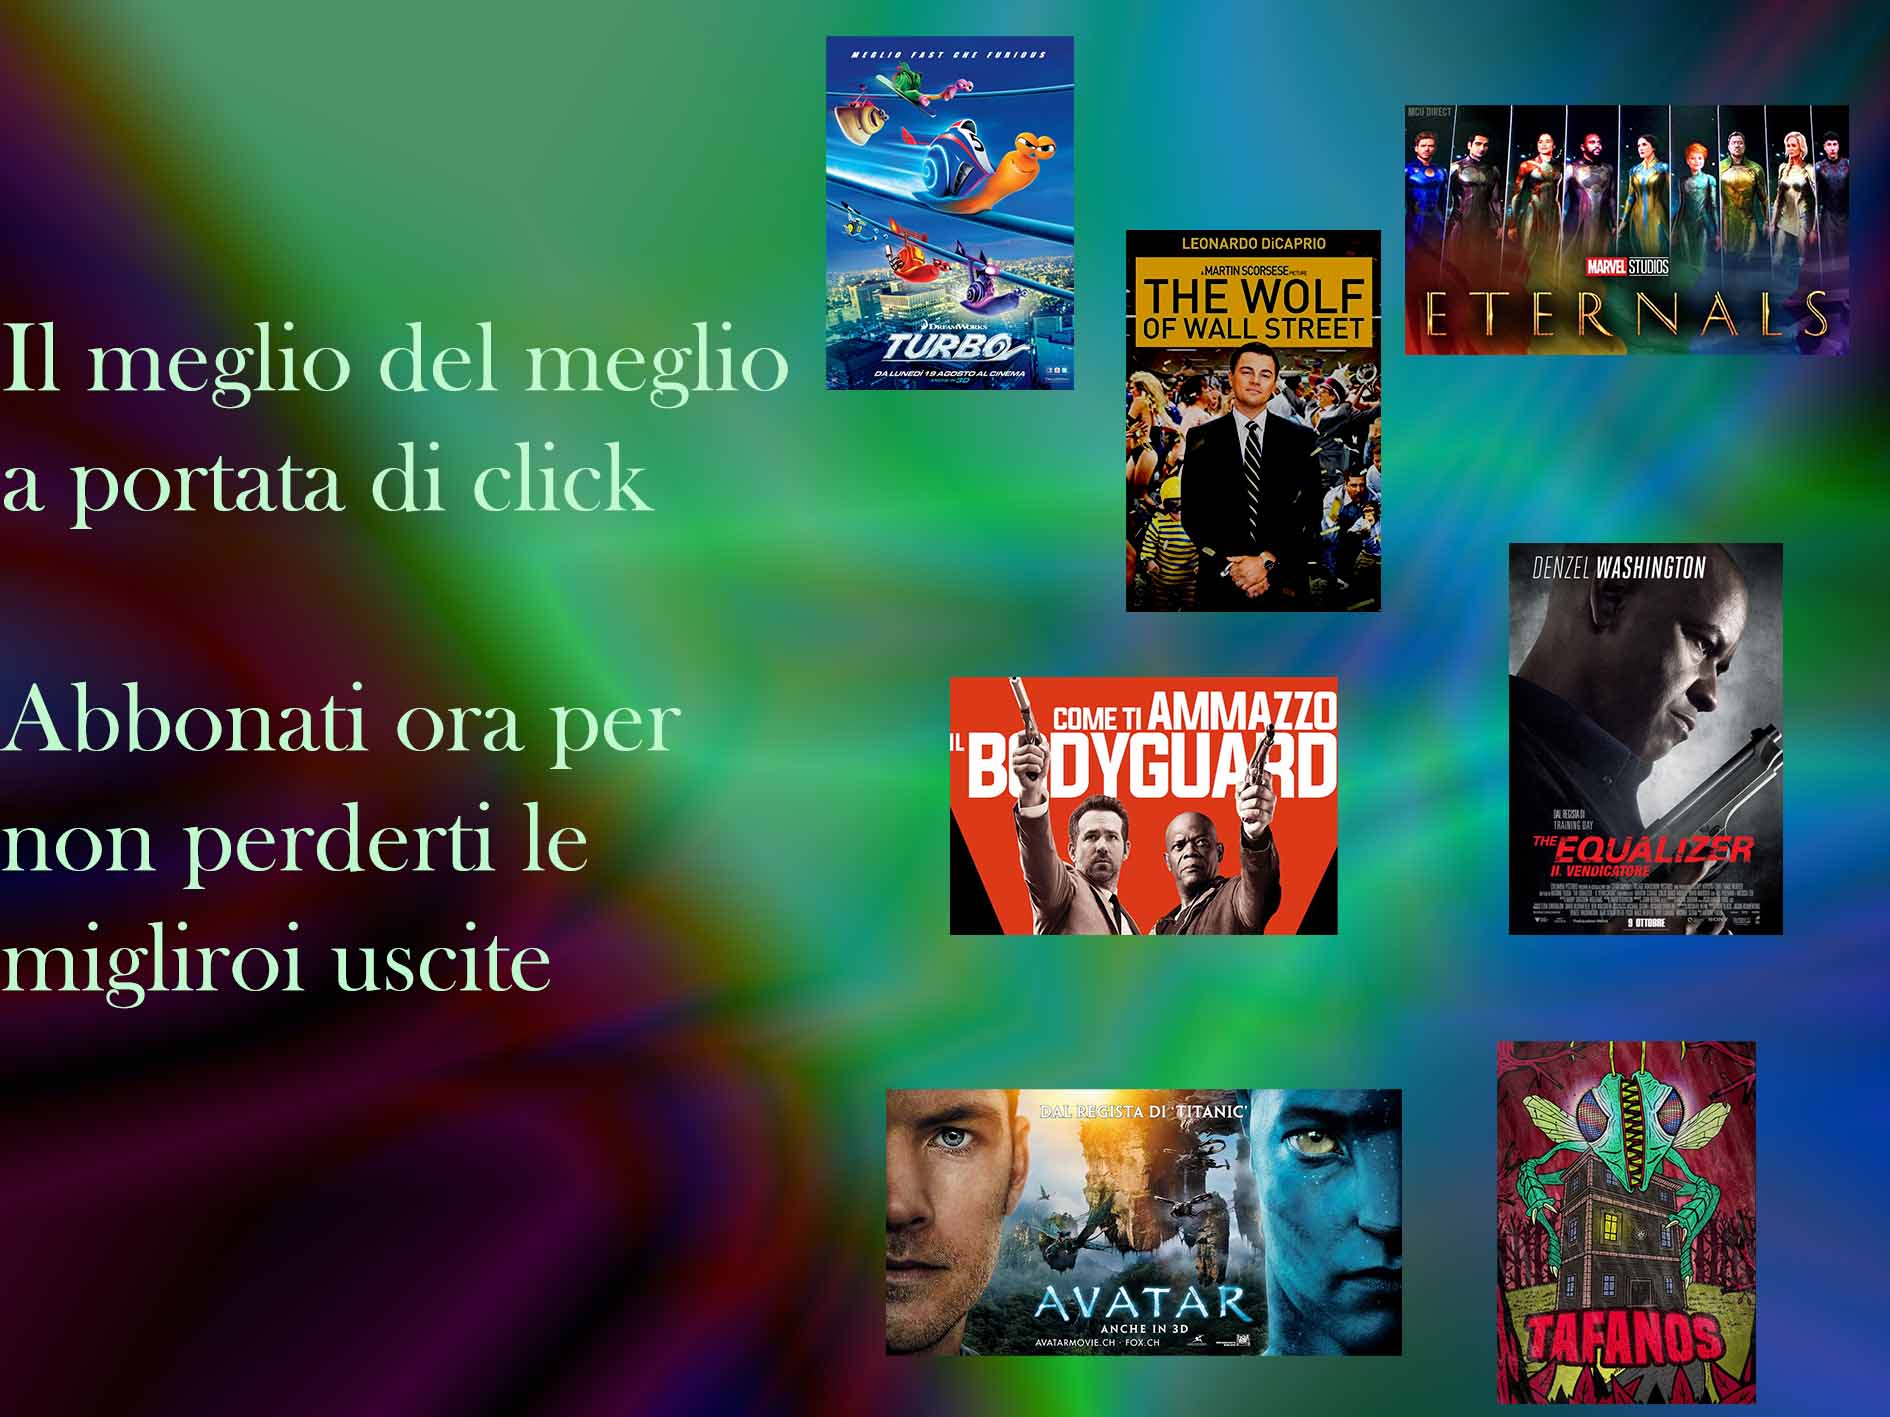 Il meglio del meglio
a portata di click
Abbonati ora per
non perderti le
migliroi uscite
MEGLIO FAST CHE FURIOUS
5
DREAMWORKS
TURBO
DA LUNEDÌ 19 AGOSTO AL CINEMA
ANCHE IN 3D
MCU DIRECT
MARVEL STUDIOS
ETERNALS
LEONARDO DiCAPRIO
A MARTIN SCORSESE PICTURE
THE WOLF
OF WALL STREET
DENZEL WASHINGTON
DAL REGISTA DI
TRAINING DAY
THE EQUALIZER
IL VENDICATORE
9 OTTOBRE
COME TI AMMAZZO
IL BODYGUARD
DAL REGISTA DI 'TITANIC'
AVATAR
ANCHE IN 3D
AVATARMOVIE.CH · FOX.CH
TAFANOS